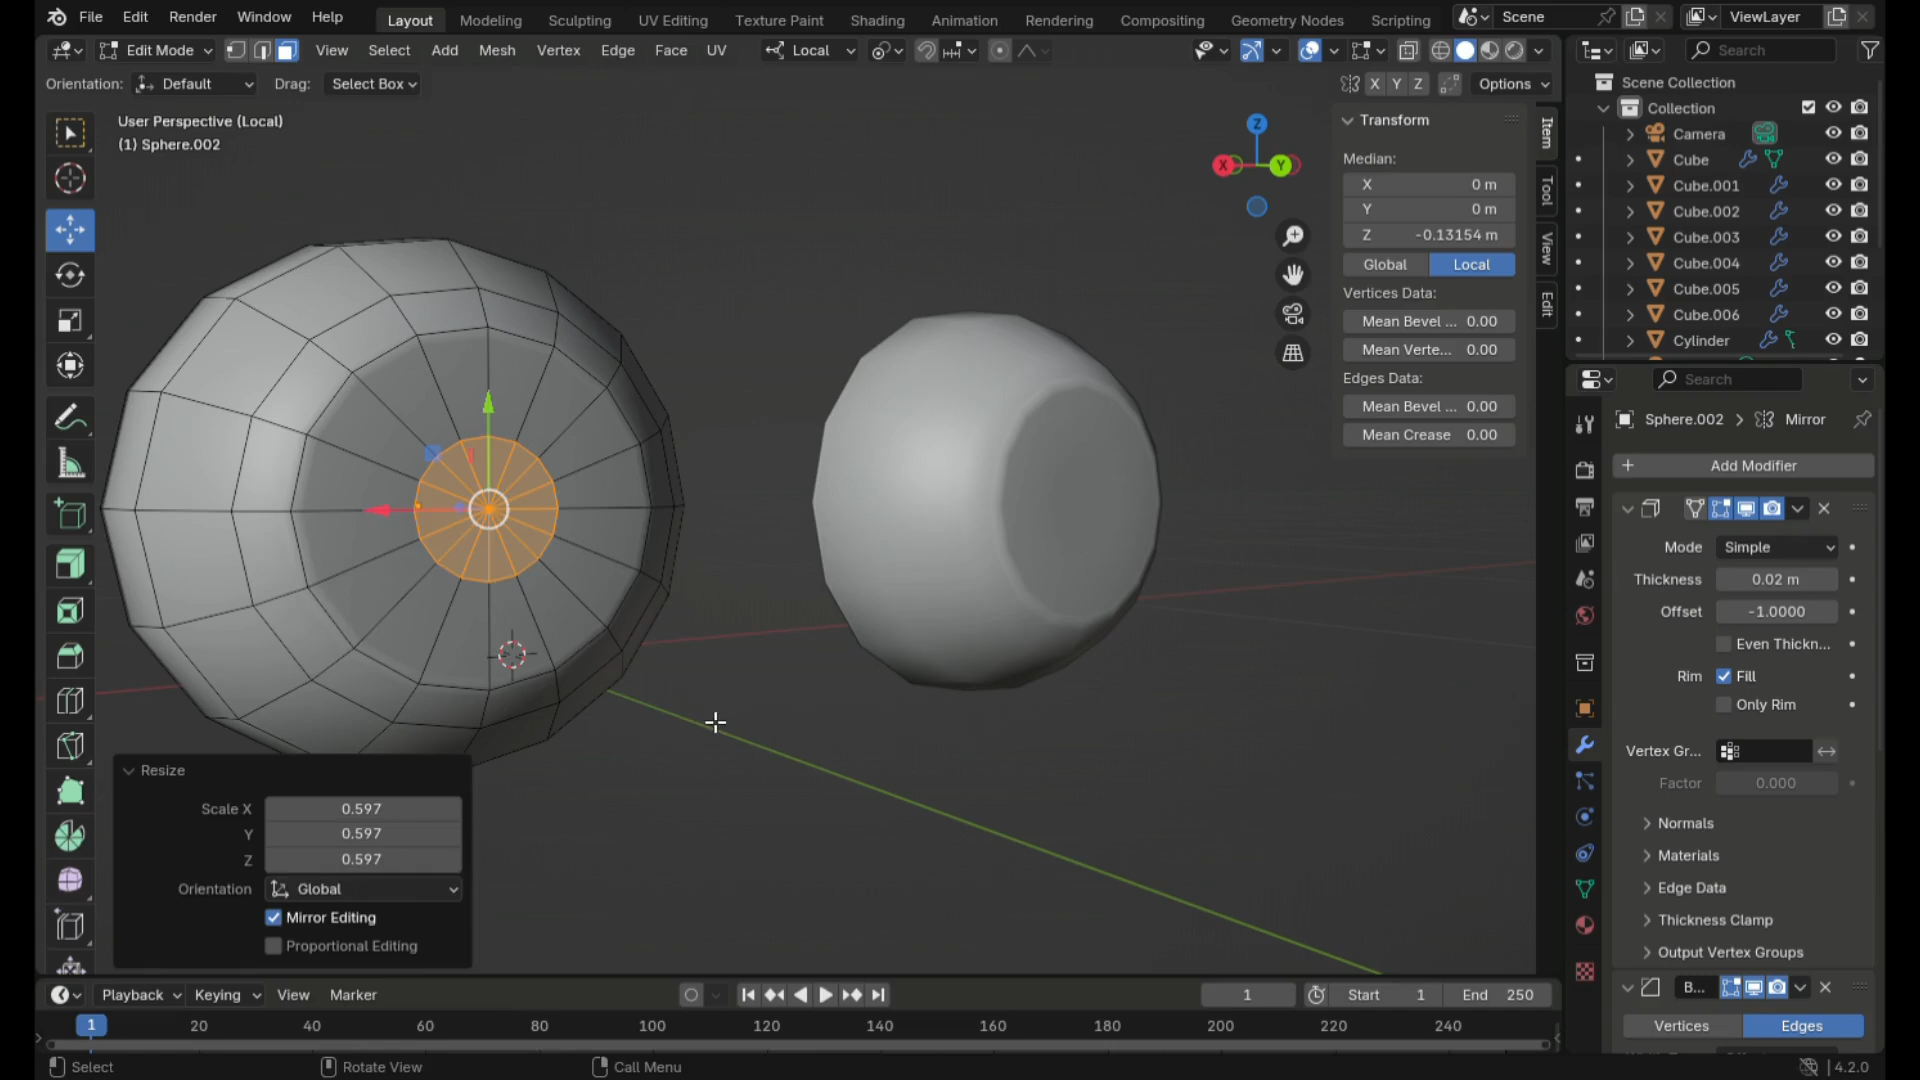 File Edit Render Window Help Layout Modeling Sculpting UV Editing Texture Paint Shading Animation Rendering Compositing Geometry Nodes Scripting Scene ViewLayer
Edit Mode View Select Add Mesh Vertex Edge Face UV Local Search
Orientation: Default Drag: Select Box X Y Z Options
User Perspective (Local)
(1) Sphere.002
Z
X
Y
Transform
Median:
X 0 m
Y 0 m
Z -0.13154 m
Global Local
Vertices Data:
Mean Bevel ... 0.00
Mean Verte... 0.00
Edges Data:
Mean Bevel ... 0.00
Mean Crease 0.00
Item
Tool
View
Edit
Scene Collection
Collection
Camera
Cube
Cube.001
Cube.002
Cube.003
Cube.004
Cube.005
Cube.006
Cylinder
Search
Sphere.002 > Mirror
Add Modifier
Mode Simple
Thickness 0.02 m
Offset -1.0000
Even Thickn...
Rim Fill
Only Rim
Vertex Gr...
Factor 0.000
Normals
Materials
Edge Data
Thickness Clamp
Output Vertex Groups
B...
Vertices Edges
Resize
Scale X 0.597
Y 0.597
Z 0.597
Orientation Global
Mirror Editing
Proportional Editing
Playback Keying View Marker 1 Start 1 End 250
1 20 40 60 80 100 120 140 160 180 200 220 240
Select Rotate View Call Menu 4.2.0